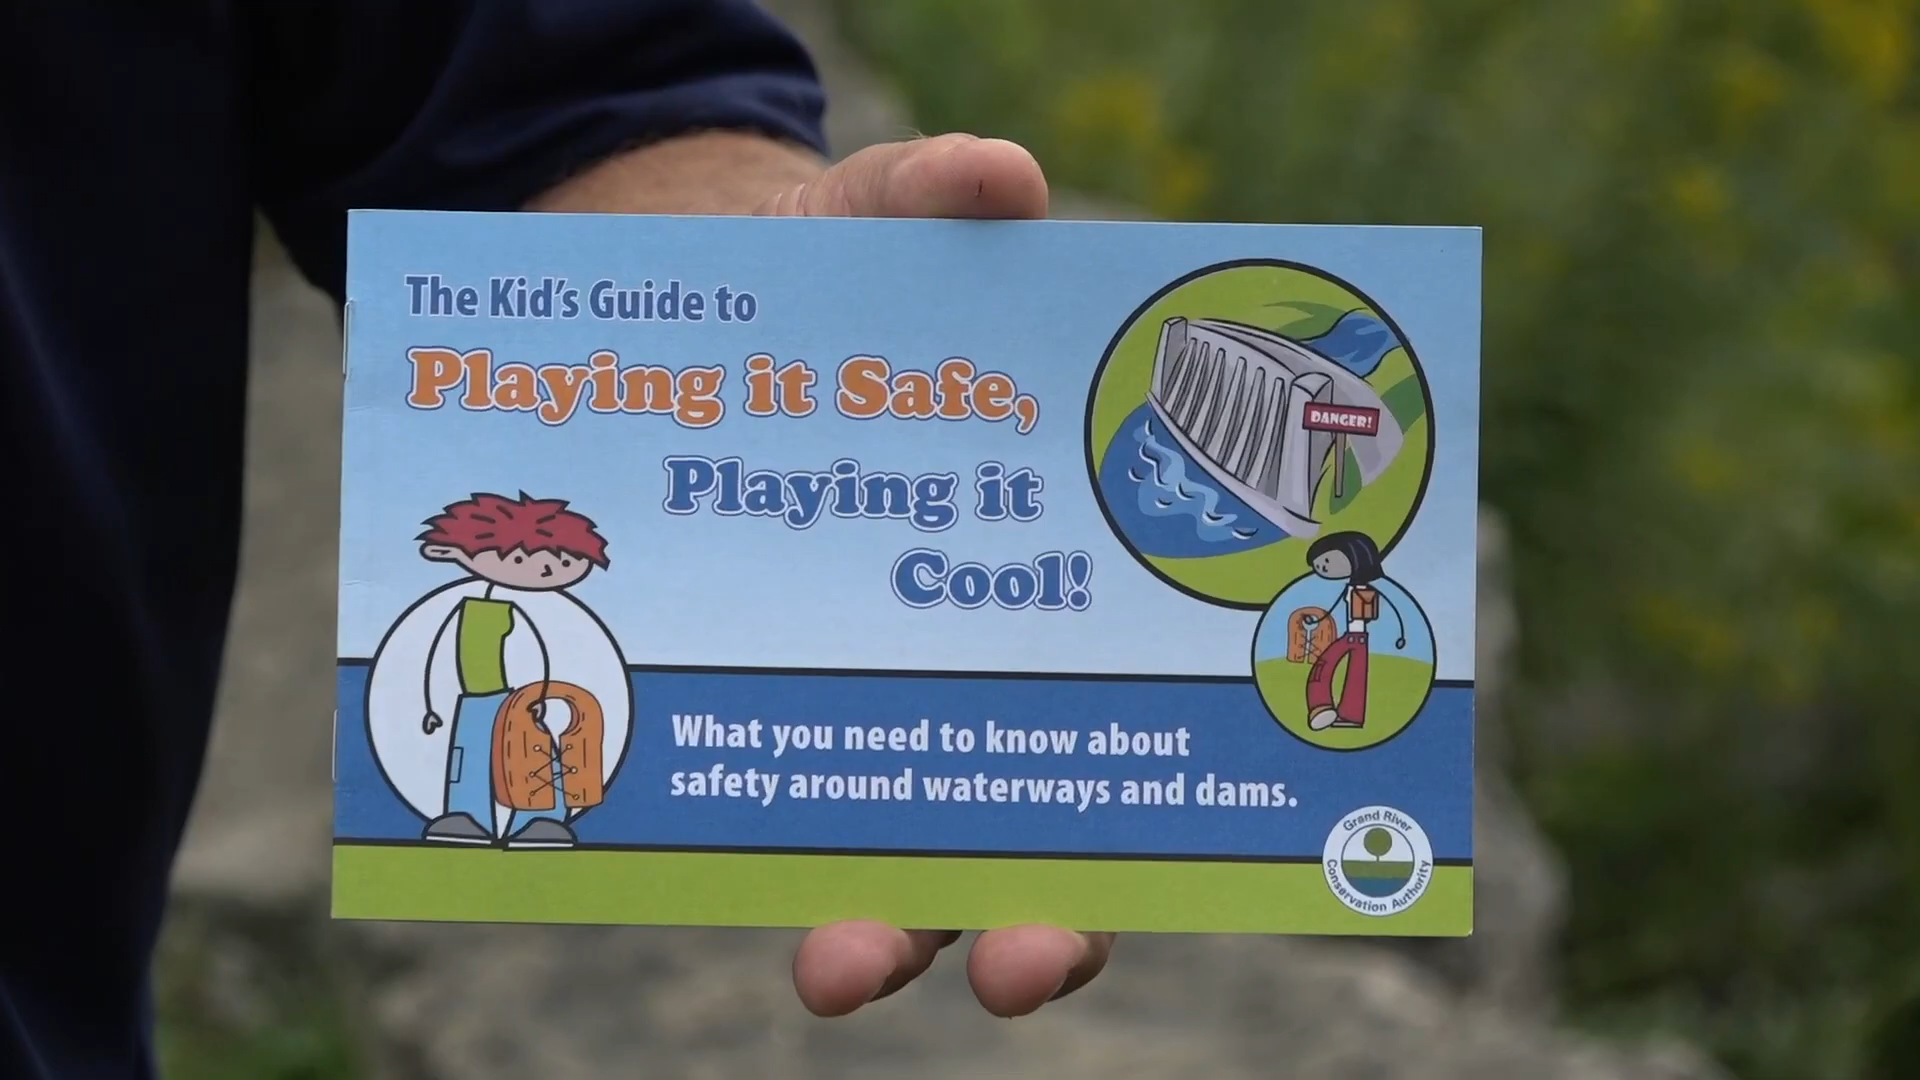 The Kid's Guide to
Playing it Safe,
Playing it
Cool!
DANGER!
What you need to know about
safety around waterways and dams.
Grand River
Conservation Authority